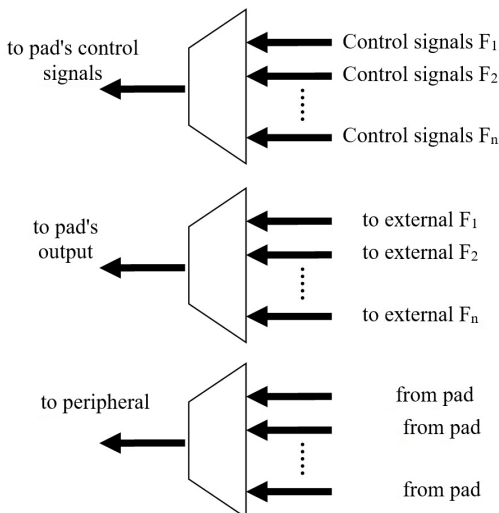 to pad's control
signals
Control signals F₁
Control signals F₂
Control signals Fₙ
to pad's
output
to external F₁
to external F₂
to external Fₙ
to peripheral
from pad
from pad
from pad